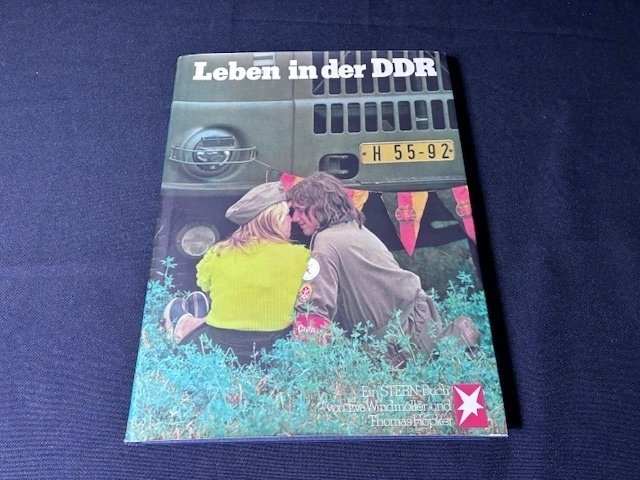 Leben in der DDR
H 55-92
Ein STERN-Buch
von Eva Windmöller und
Thomas Höpker